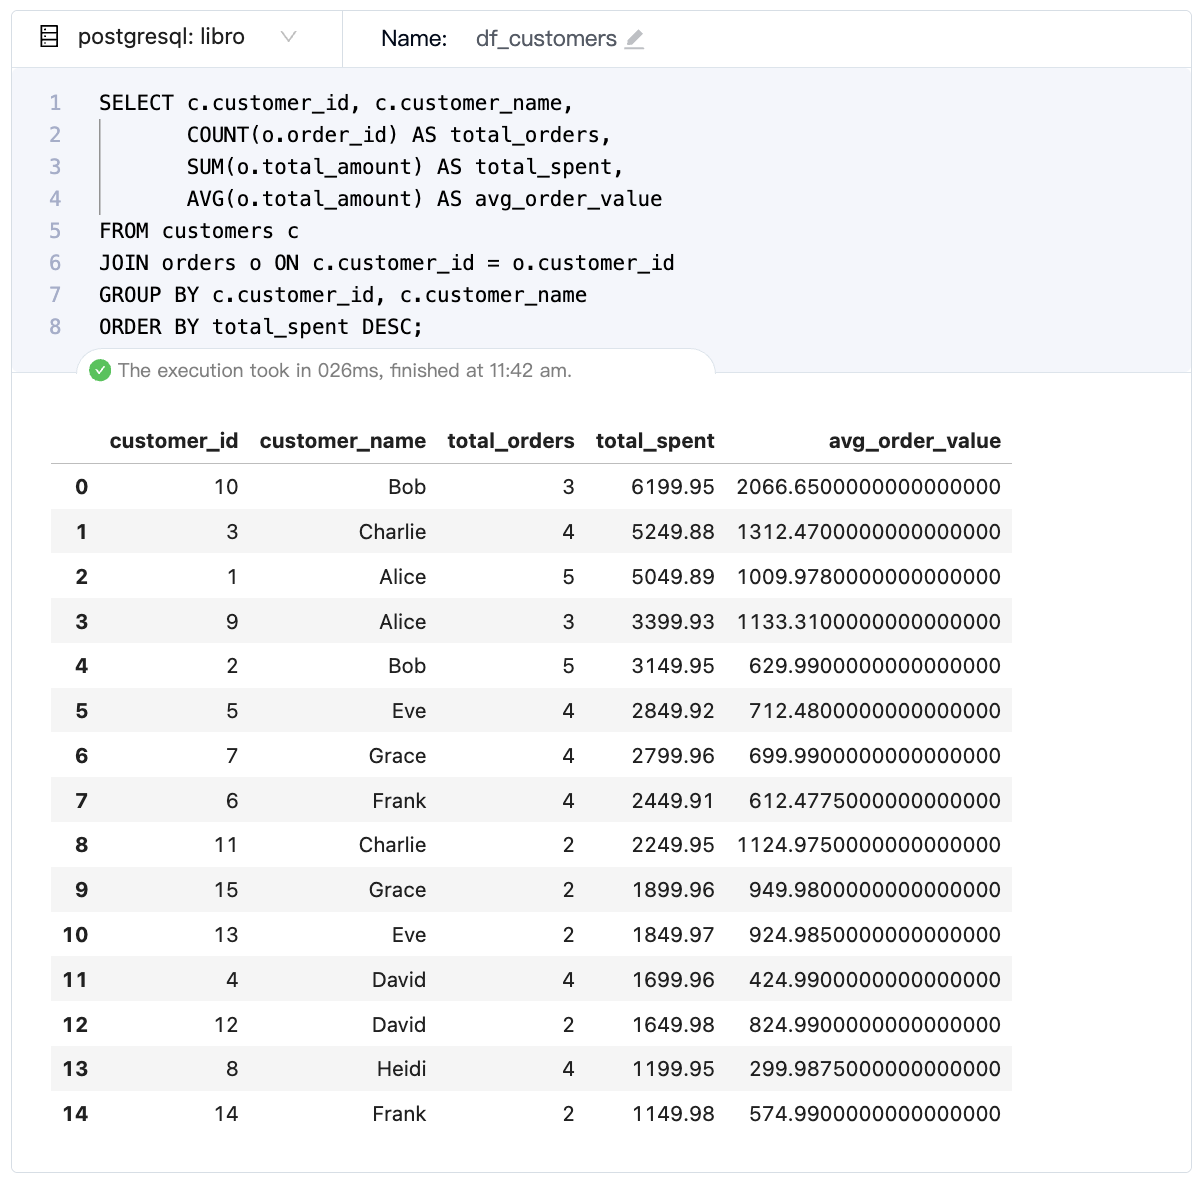 postgresql: libro Name: df_customers
1 SELECT c.customer_id, c.customer_name,
2 COUNT(o.order_id) AS total_orders,
3 SUM(o.total_amount) AS total_spent,
4 AVG(o.total_amount) AS avg_order_value
5 FROM customers c
6 JOIN orders o ON c.customer_id = o.customer_id
7 GROUP BY c.customer_id, c.customer_name
8 ORDER BY total_spent DESC;
The execution took in 026ms, finished at 11:42 am.
customer_id customer_name total_orders total_spent avg_order_value
0 10 Bob 3 6199.95 2066.6500000000000000
1 3 Charlie 4 5249.88 1312.4700000000000000
2 1 Alice 5 5049.89 1009.9780000000000000
3 9 Alice 3 3399.93 1133.3100000000000000
4 2 Bob 5 3149.95 629.9900000000000000
5 5 Eve 4 2849.92 712.4800000000000000
6 7 Grace 4 2799.96 699.9900000000000000
7 6 Frank 4 2449.91 612.4775000000000000
8 11 Charlie 2 2249.95 1124.9750000000000000
9 15 Grace 2 1899.96 949.9800000000000000
10 13 Eve 2 1849.97 924.9850000000000000
11 4 David 4 1699.96 424.9900000000000000
12 12 David 2 1649.98 824.9900000000000000
13 8 Heidi 4 1199.95 299.9875000000000000
14 14 Frank 2 1149.98 574.9900000000000000